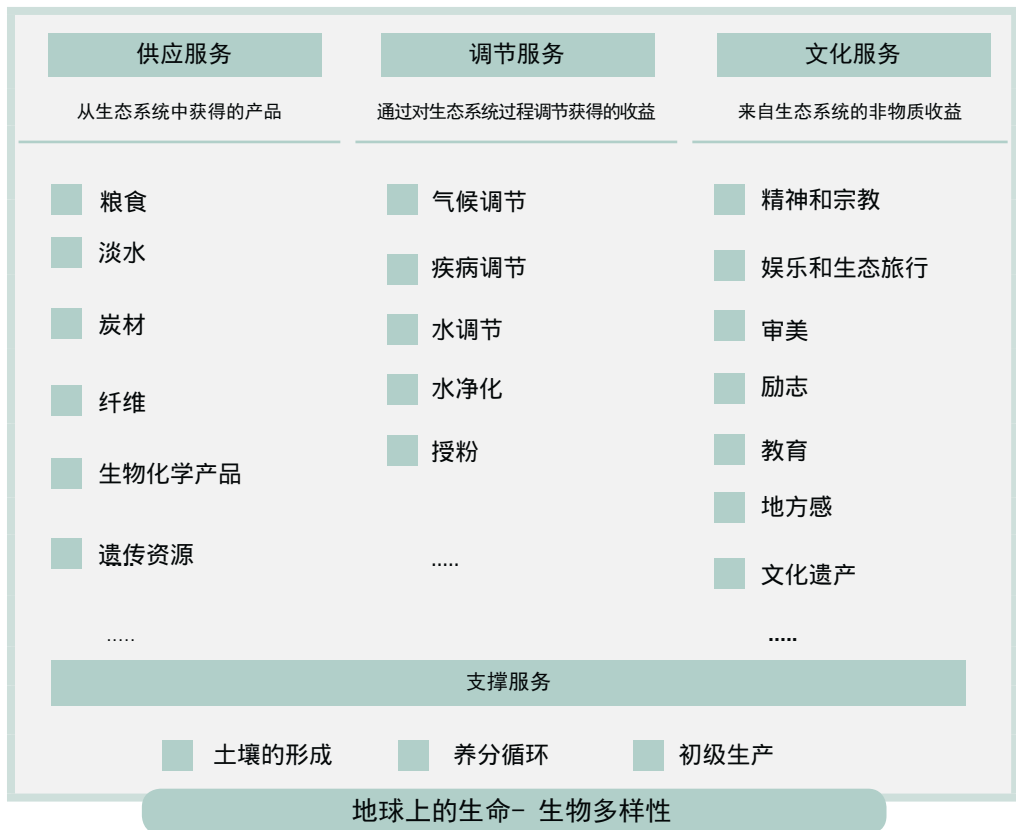 供应服务
从生态系统中获得的产品
粮食
淡水
炭材
纤维
生物化学产品
遗传资源
.....
.....
调节服务
通过对生态系统过程调节获得的收益
气候调节
疾病调节
水调节
水净化
授粉
.....
文化服务
来自生态系统的非物质收益
精神和宗教
娱乐和生态旅行
审美
励志
教育
地方感
文化遗产
.....
支撑服务
土壤的形成
养分循环
初级生产
地球上的生命- 生物多样性